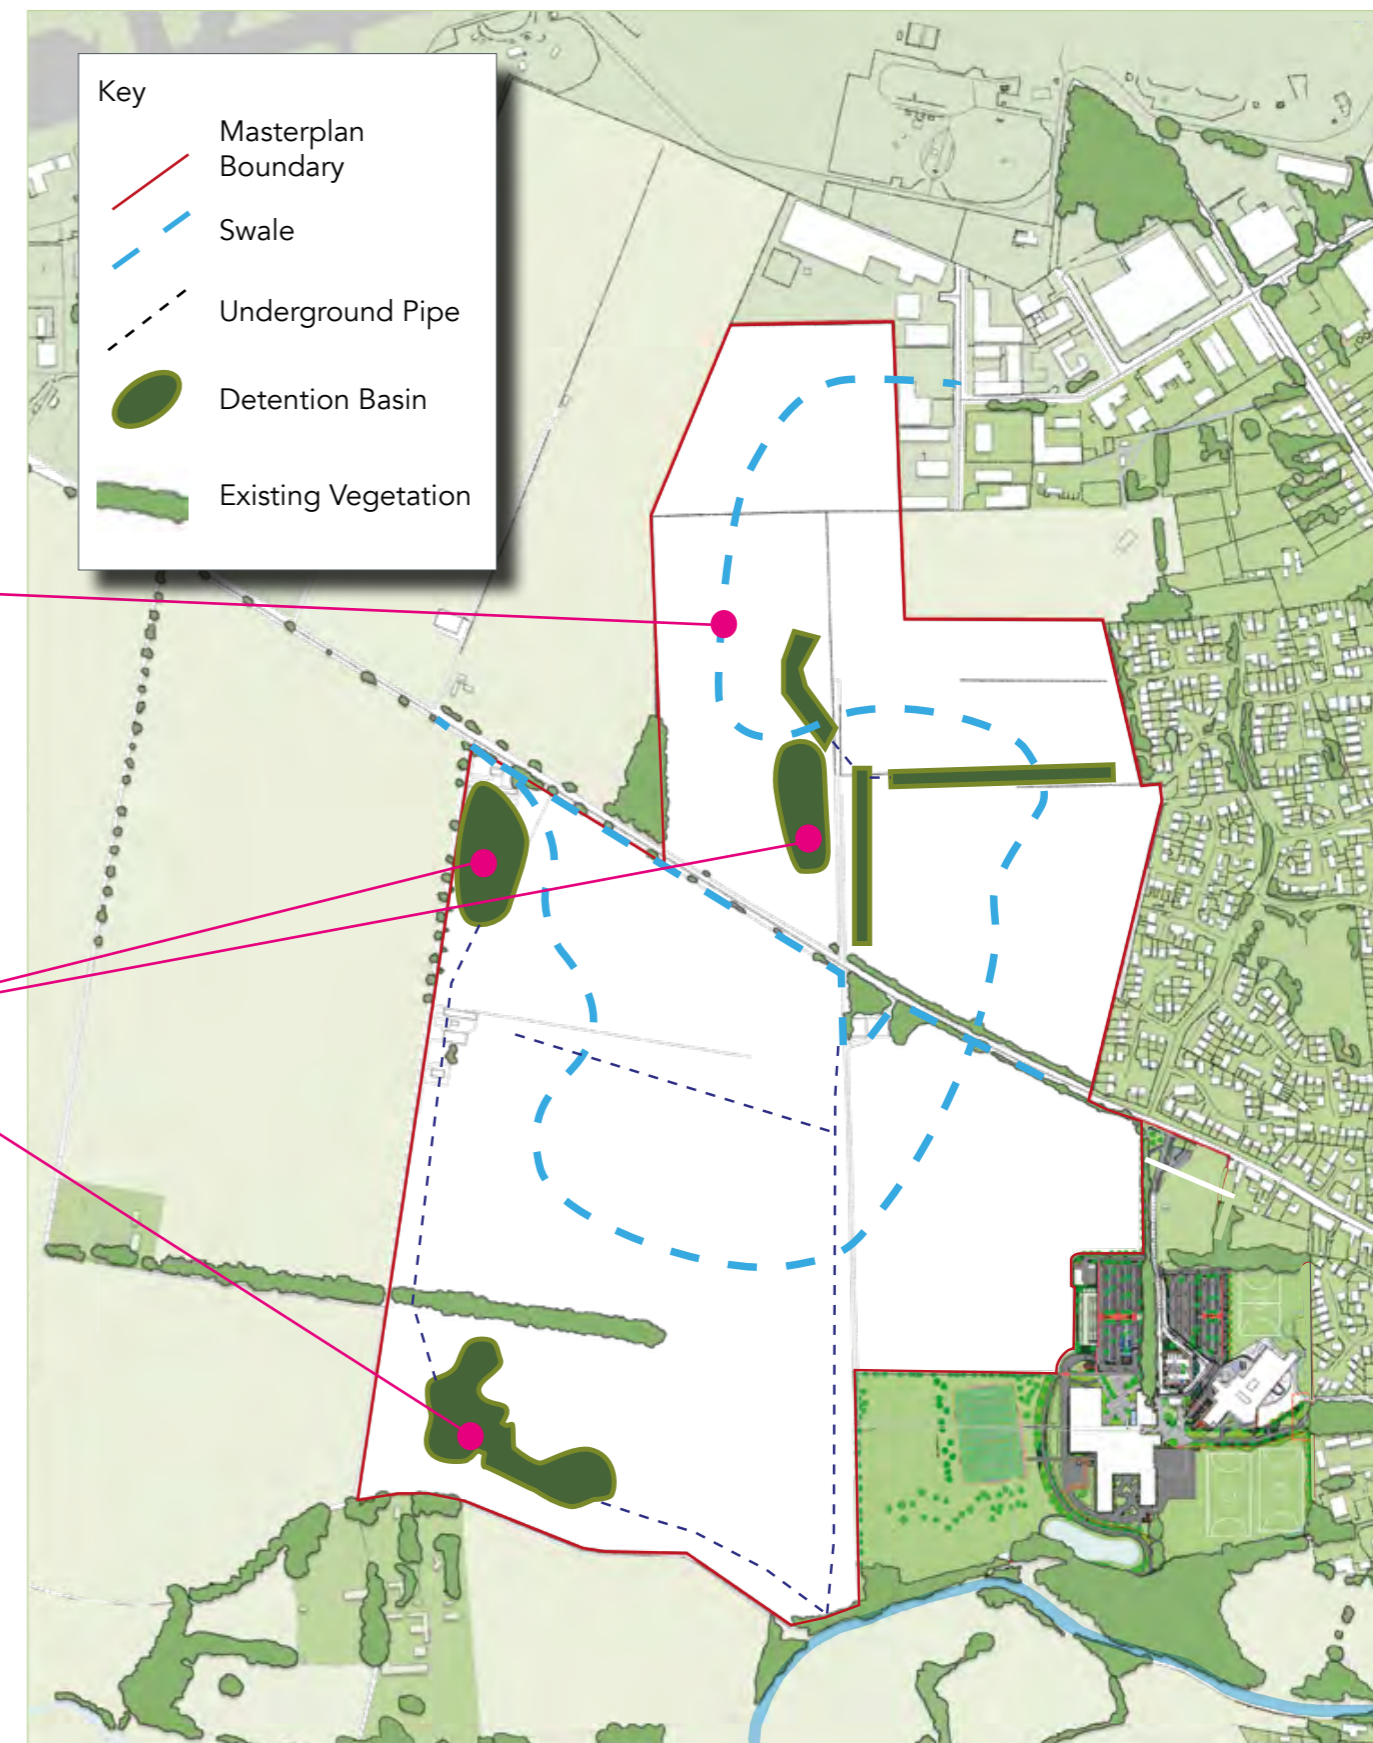 Key
Masterplan
Boundary
Swale
Underground Pipe
Detention Basin
Existing Vegetation